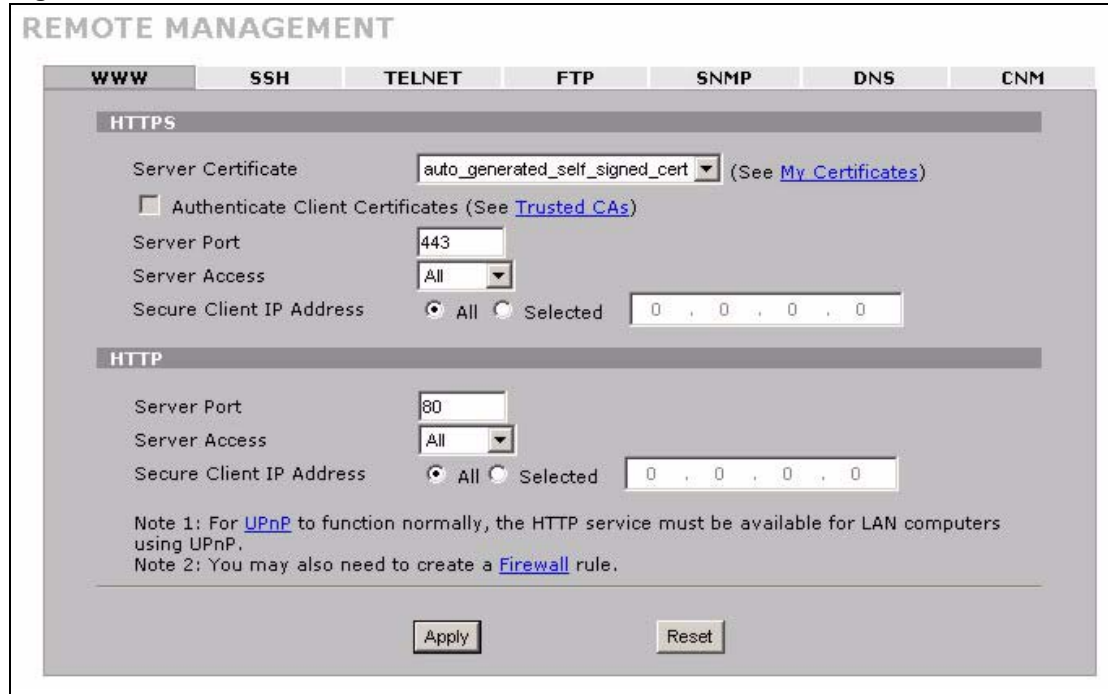 REMOTE MANAGEMENT
WWW SSH TELNET FTP SNMP DNS CNM
HTTPS
Server Certificate auto_generated_self_signed_cert (See My Certificates)
Authenticate Client Certificates (See Trusted CAs)
Server Port 443
Server Access All
Secure Client IP Address All Selected 0 . 0 . 0 . 0
HTTP
Server Port 80
Server Access All
Secure Client IP Address All Selected 0 . 0 . 0 . 0
Note 1: For UPnP to function normally, the HTTP service must be available for LAN computers
using UPnP.
Note 2: You may also need to create a Firewall rule.
Apply Reset